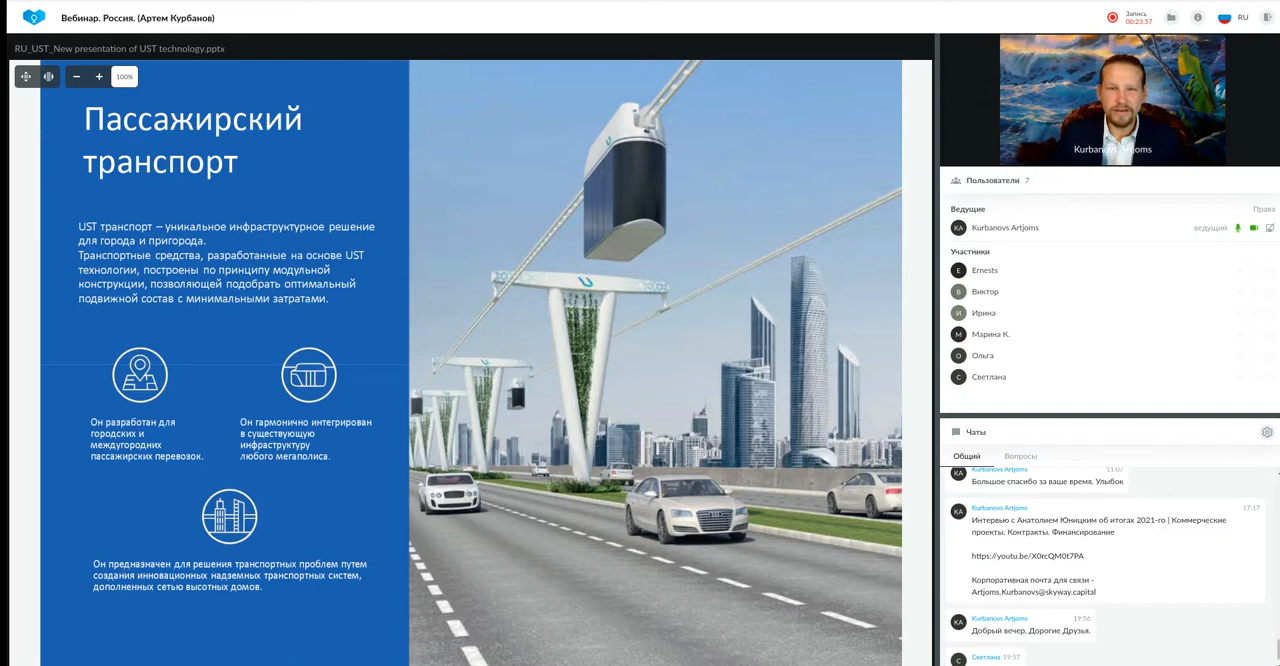 Вебинар. Россия. (Артем Курбанов)
Запись
00:23:57
RU
RU_UST_New presentation of UST technology.pptx
100%
Пассажирский
транспорт
UST транспорт – уникальное инфраструктурное решение
для города и пригорода.
Транспортные средства, разработанные на основе UST
технологии, построены по принципу модульной
конструкции, позволяющей подобрать оптимальный
подвижной состав с минимальными затратами.
Он разработан для
городских и
междугородних
пассажирских перевозок.
Он гармонично интегрирован
в существующую
инфраструктуру
любого мегаполиса.
Он предназначен для решения транспортных проблем путем
создания инновационных надземных транспортных систем,
дополненных сетью высотных домов.
Kurbanovs Artjoms
Пользователи 7
Ведущие Права
KA Kurbanovs Artjoms ведущий
Участники
E Ernests
В Виктор
И Ирина
М Марина К.
О Ольга
С Светлана
Чаты
Общий Вопросы
KA Kurbanovs Artjoms 11:07
Большое спасибо за ваше время. Улыбок
KA Kurbanovs Artjoms 17:17
Интервью с Анатолием Юницким об итогах 2021-го | Коммерческие
проекты. Контракты. Финансирование
https://youtu.be/X0rcQM0t7PA
Корпоративная почта для связи -
Artjoms.Kurbanovs@skyway.capital
KA Kurbanovs Artjoms 19:56
Добрый вечер, Дорогие Друзья.
С Светлана 19:57